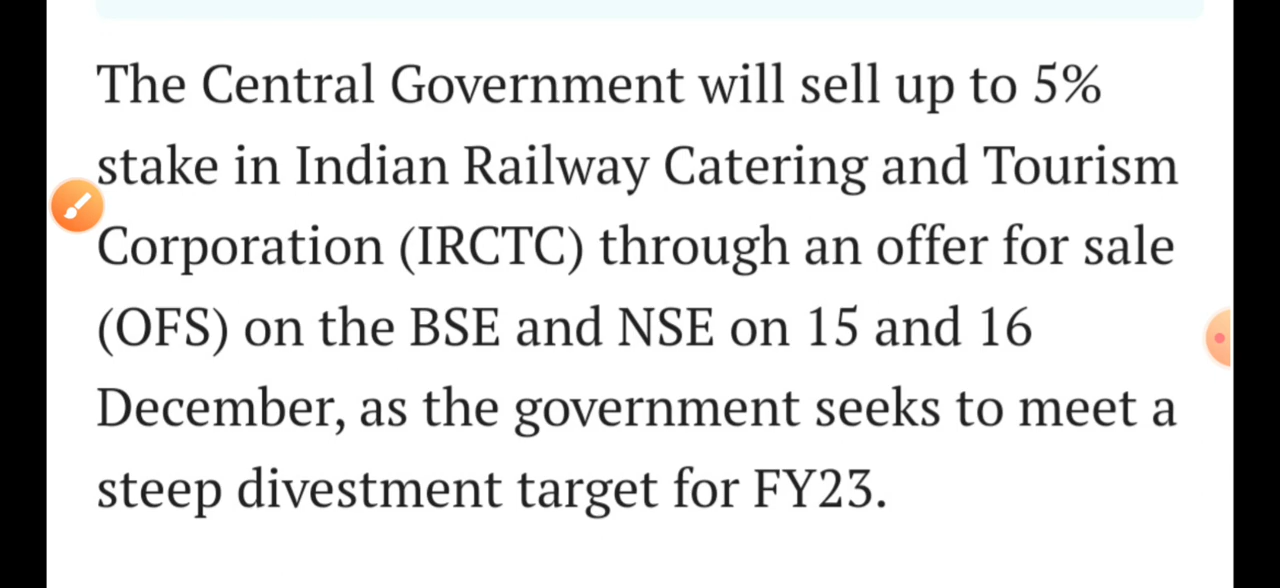 The Central Government will sell up to 5%
stake in Indian Railway Catering and Tourism
Corporation (IRCTC) through an offer for sale
(OFS) on the BSE and NSE on 15 and 16
December, as the government seeks to meet a
steep divestment target for FY23.